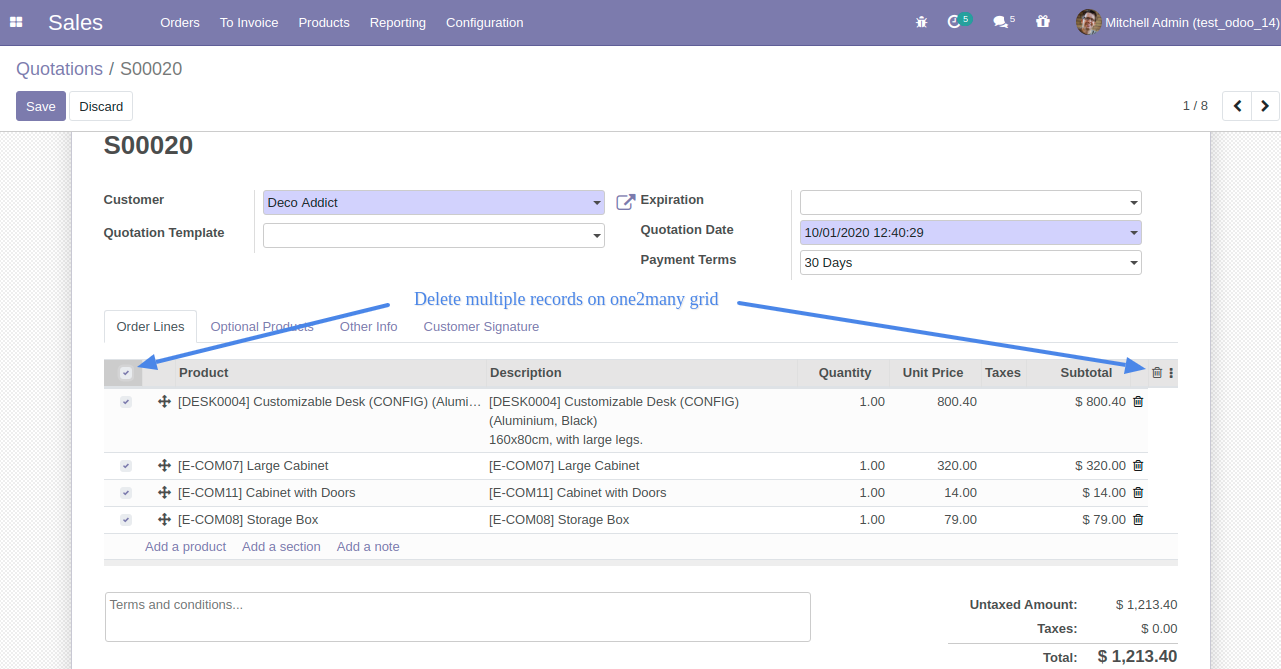 Sales Orders To Invoice Products Reporting Configuration 5 5 Mitchell Admin (test_odoo_14)
Quotations / S00020
Save Discard 1 / 8
S00020
Customer Deco Addict Expiration
Quotation Template Quotation Date 10/01/2020 12:40:29
Payment Terms 30 Days
Delete multiple records on one2many grid
Order Lines Optional Products Other Info Customer Signature
Product Description Quantity Unit Price Taxes Subtotal
[DESK0004] Customizable Desk (CONFIG) (Alumi... [DESK0004] Customizable Desk (CONFIG) 1.00 800.40 $ 800.40
(Aluminium, Black)
160x80cm, with large legs.
[E-COM07] Large Cabinet [E-COM07] Large Cabinet 1.00 320.00 $ 320.00
[E-COM11] Cabinet with Doors [E-COM11] Cabinet with Doors 1.00 14.00 $ 14.00
[E-COM08] Storage Box [E-COM08] Storage Box 1.00 79.00 $ 79.00
Add a product Add a section Add a note
Terms and conditions... Untaxed Amount: $ 1,213.40
Taxes: $ 0.00
Total: $ 1,213.40